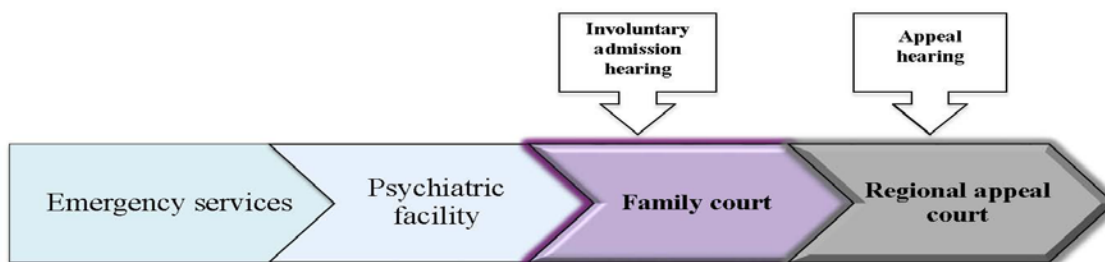 Involuntary
admission
hearing
Appeal
hearing
Emergency services
Psychiatric
facility
Family court
Regional appeal
court